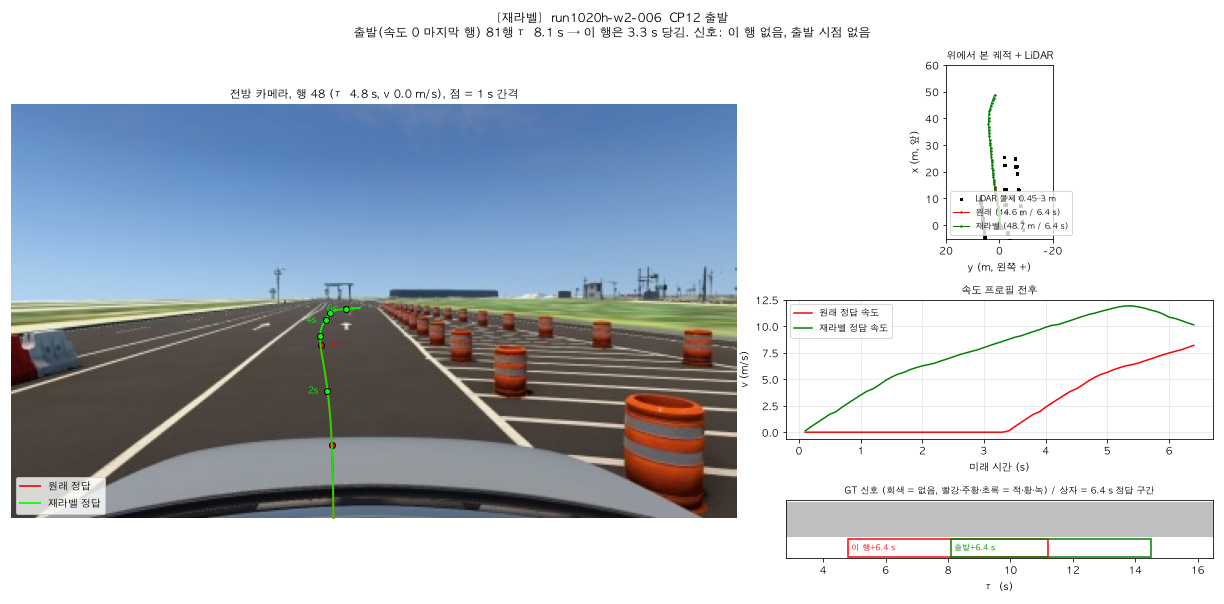 [재라벨] run1020h-w2-006 CP12 출발
출발(속도 0 마지막 행) 81행 τ 8.1 s → 이 행은 3.3 s 당김. 신호: 이 행 없음, 출발 시점 없음
전방 카메라, 행 48 (τ 4.8 s, v 0.0 m/s), 점 = 1 s 간격
4s
2s
원래 정답
재라벨 정답
위에서 본 궤적 + LiDAR
60
50
40
30
20
10
0
x (m, 앞)
LiDAR 물체 0.45-3 m
원래 (14.6 m / 6.4 s)
재라벨 (48.7 m / 6.4 s)
20
0
-20
y (m, 왼쪽 +)
속도 프로필 전후
12.5
10.0
7.5
5.0
2.5
0.0
v (m/s)
원래 정답 속도
재라벨 정답 속도
0
1
2
3
4
5
6
미래 시간 (s)
GT 신호 (회색 = 없음, 빨강·주황·초록 = 적·황·녹) / 상자 = 6.4 s 정답 구간
이 행+6.4 s
출발+6.4 s
4
6
8
10
12
14
16
τ (s)